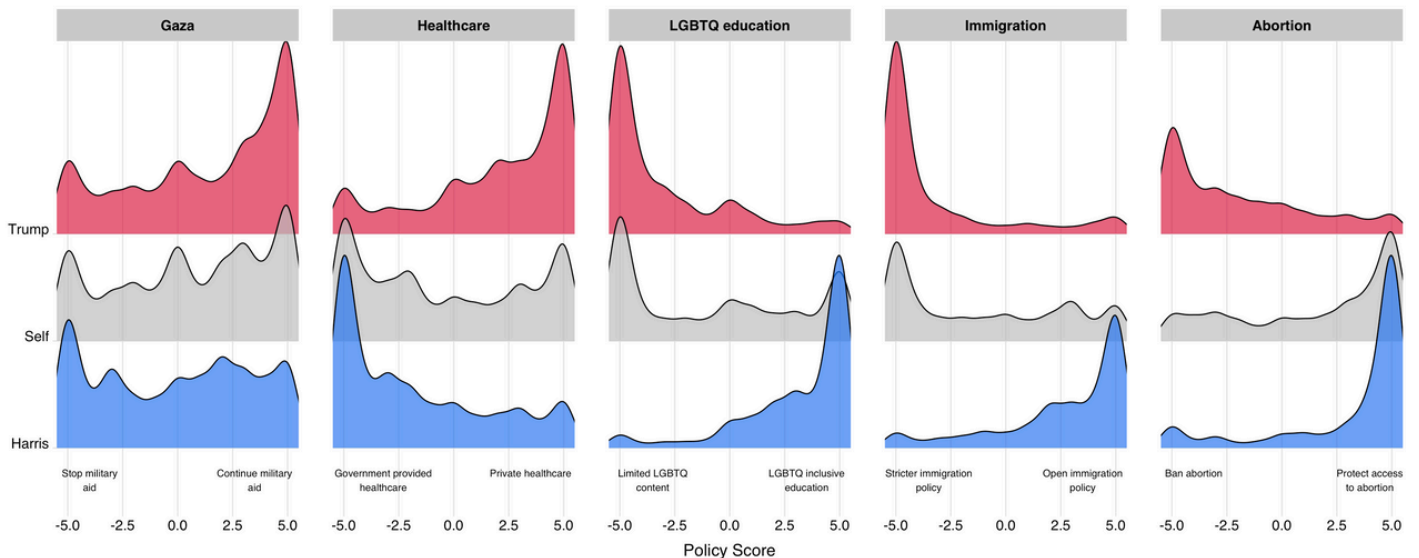 Gaza
Healthcare
LGBTQ education
Immigration
Abortion
Trump
Self
Harris
Stop military
aid
Continue military
aid
Government provided
healthcare
Private healthcare
Limited LGBTQ
content
LGBTQ inclusive
education
Stricter immigration
policy
Open immigration
policy
Ban abortion
Protect access
to abortion
-5.0 -2.5 0.0 2.5 5.0
-5.0 -2.5 0.0 2.5 5.0
-5.0 -2.5 0.0 2.5 5.0
-5.0 -2.5 0.0 2.5 5.0
-5.0 -2.5 0.0 2.5 5.0
Policy Score